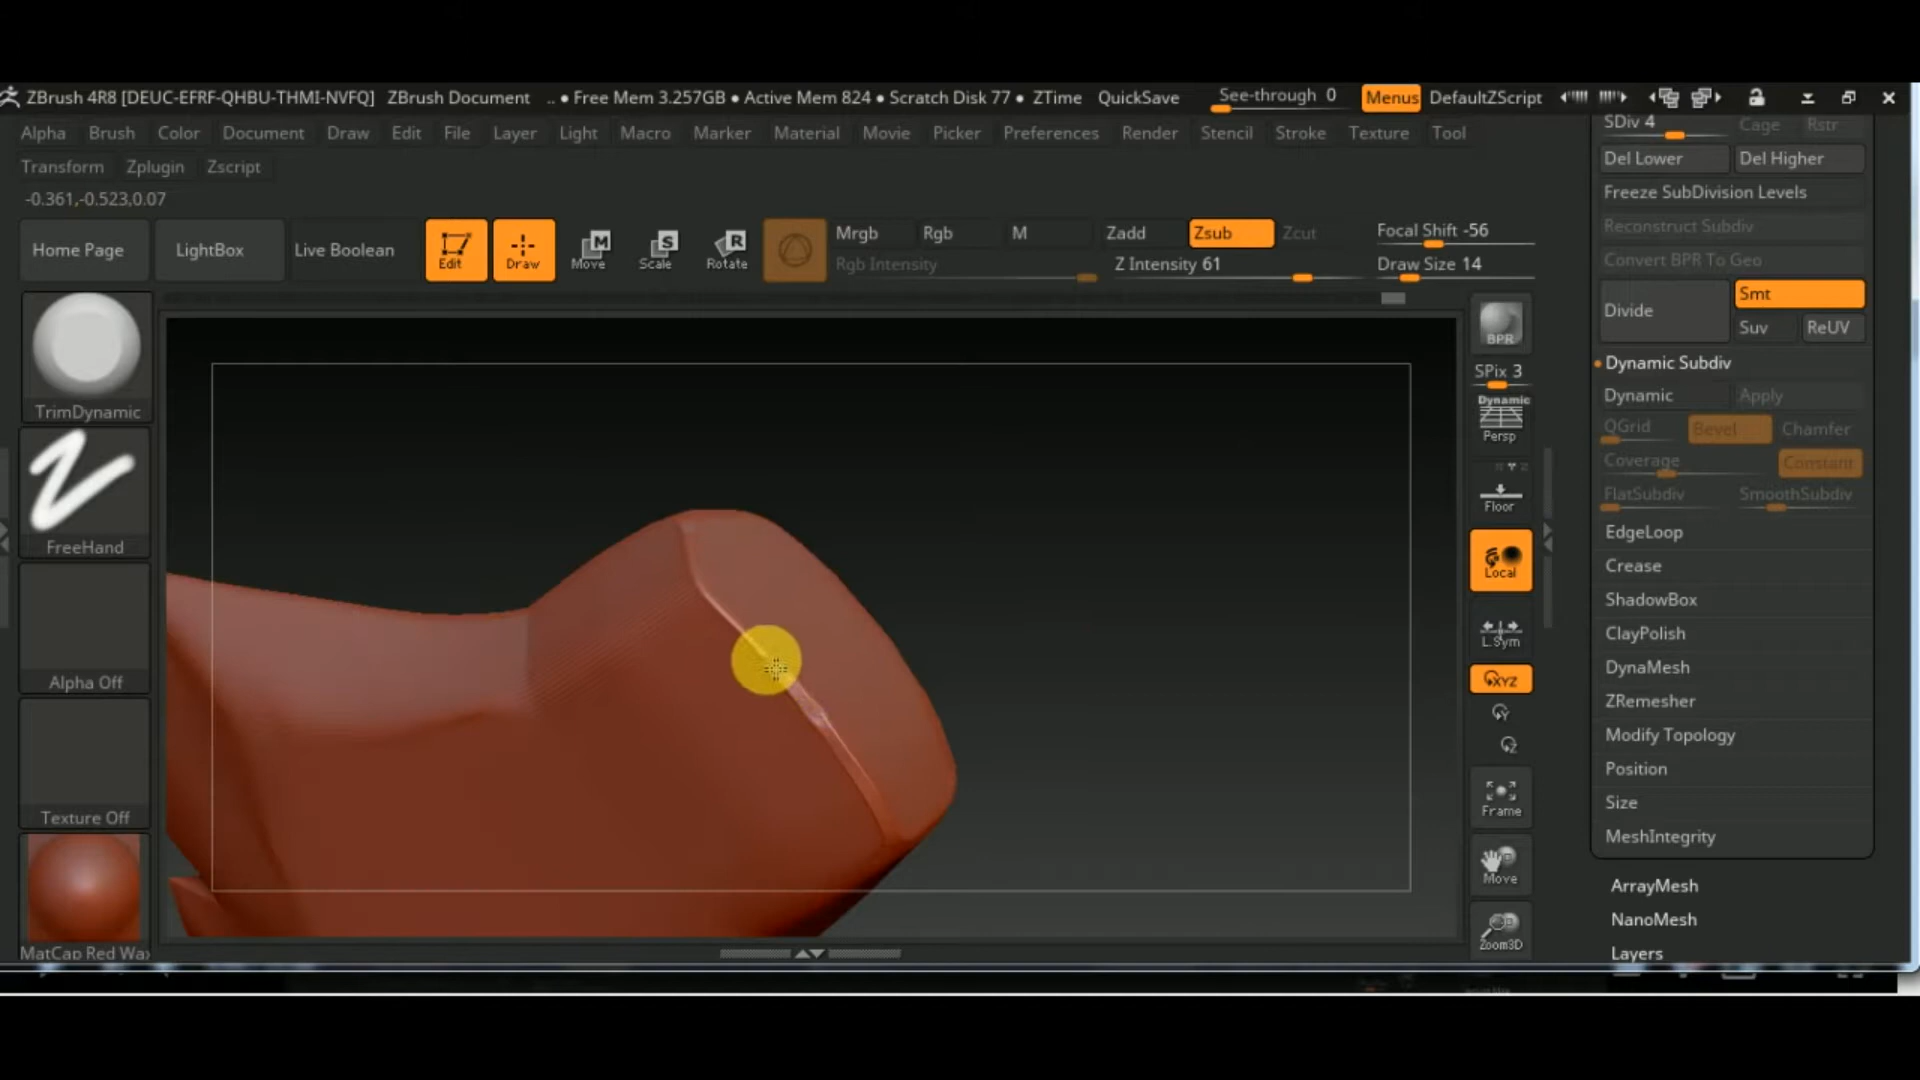 ZBrush 4R8 [DEUC-EFRF-QHBU-THMI-NVFQ] ZBrush Document .. • Free Mem 3.257GB • Active Mem 824 • Scratch Disk 77 • ZTime QuickSave See-through 0 Menus DefaultZScript
Alpha Brush Color Document Draw Edit File Layer Light Macro Marker Material Movie Picker Preferences Render Stencil Stroke Texture Tool
Transform Zplugin Zscript
-0.361,-0.523,0.07
Home Page LightBox Live Boolean Edit Draw Move Scale Rotate
M S R
Mrgb Rgb M Zadd Zsub Zcut Focal Shift -56
Rgb Intensity Z Intensity 61 Draw Size 14
TrimDynamic
FreeHand
Alpha Off
Texture Off
MatCap Red Wax
BPR
SPix 3
Dynamic
Persp
Floor
Local
L.Sym
XYZ
Y
Z
Frame
Move
Zoom3D
SDiv 4 Cage Rstr
Del Lower Del Higher
Freeze SubDivision Levels
Reconstruct Subdiv
Convert BPR To Geo
Divide Smt
Suv ReUV
Dynamic Subdiv
Dynamic Apply
QGrid Bevel Chamfer
Coverage Constant
FlatSubdiv SmoothSubdiv
EdgeLoop
Crease
ShadowBox
ClayPolish
DynaMesh
ZRemesher
Modify Topology
Position
Size
MeshIntegrity
ArrayMesh
NanoMesh
Layers